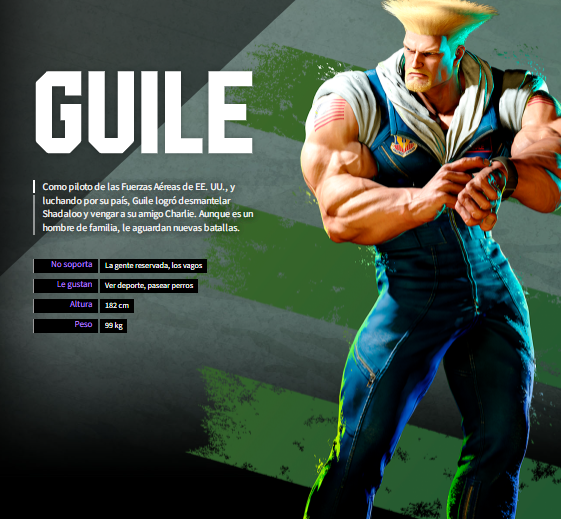 GUILE
Como piloto de las Fuerzas Aéreas de EE. UU., y
luchando por su país, Guile logró desmantelar
Shadaloo y vengar a su amigo Charlie. Aunque es un
hombre de familia, le aguardan nuevas batallas.
No soporta La gente reservada, los vagos
Le gustan Ver deporte, pasear perros
Altura 182 cm
Peso 99 kg